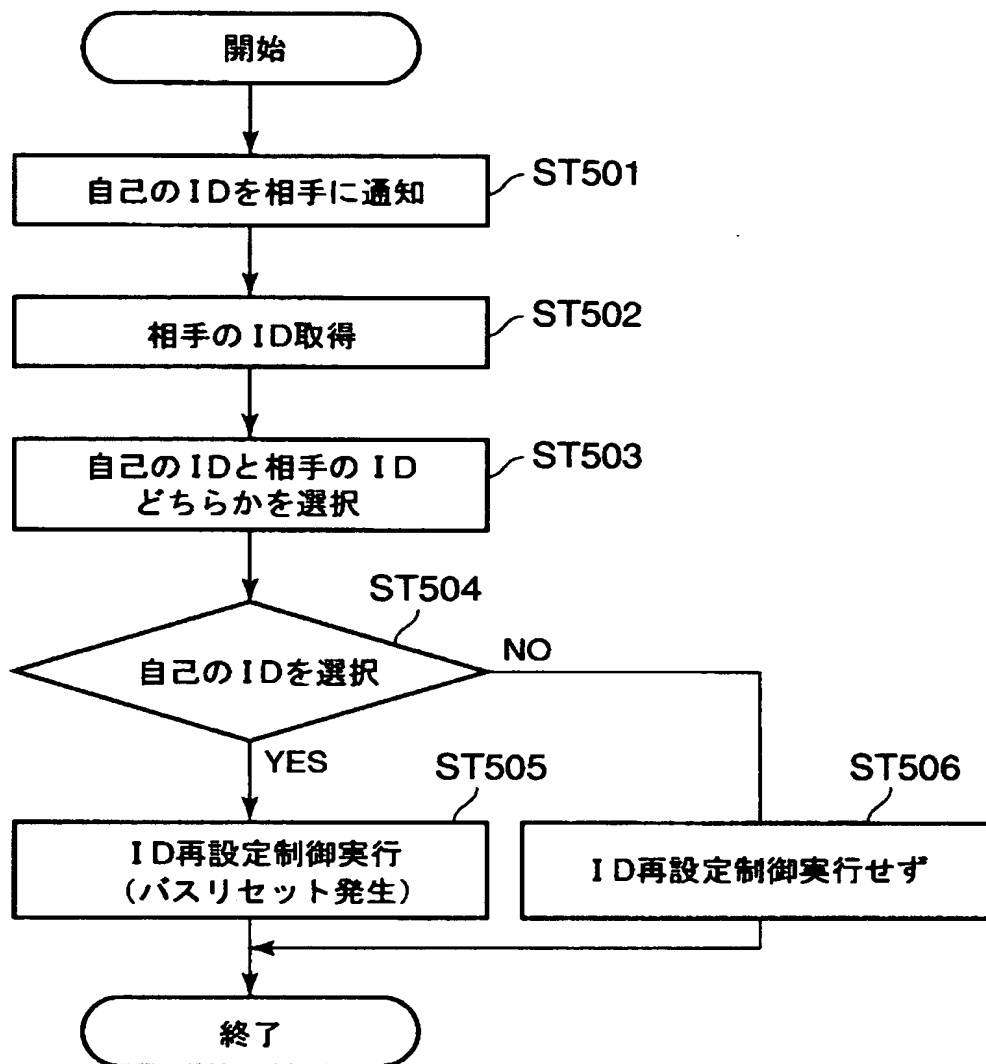 開始
自己のIDを相手に通知
ST501
相手のID取得
ST502
自己のIDと相手のID
どちらかを選択
ST503
ST504
自己のIDを選択
NO
YES
ST505
ID再設定制御実行
(バスリセット発生)
ST506
ID再設定制御実行せず
終了